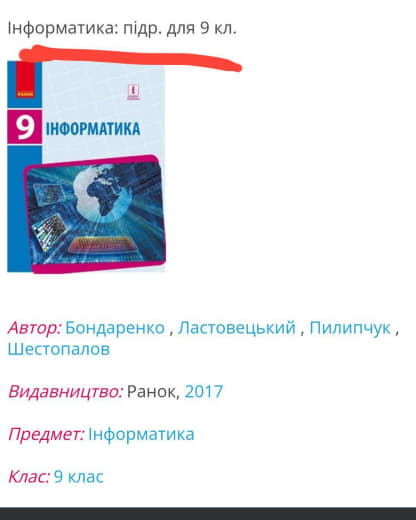 Інформатика: підр. для 9 кл.
РАНОК
9 ІНФОРМАТИКА
Автор: Бондаренко , Ластовецький , Пилипчук ,
Шестопалов
Видавництво: Ранок, 2017
Предмет: Інформатика
Клас: 9 клас